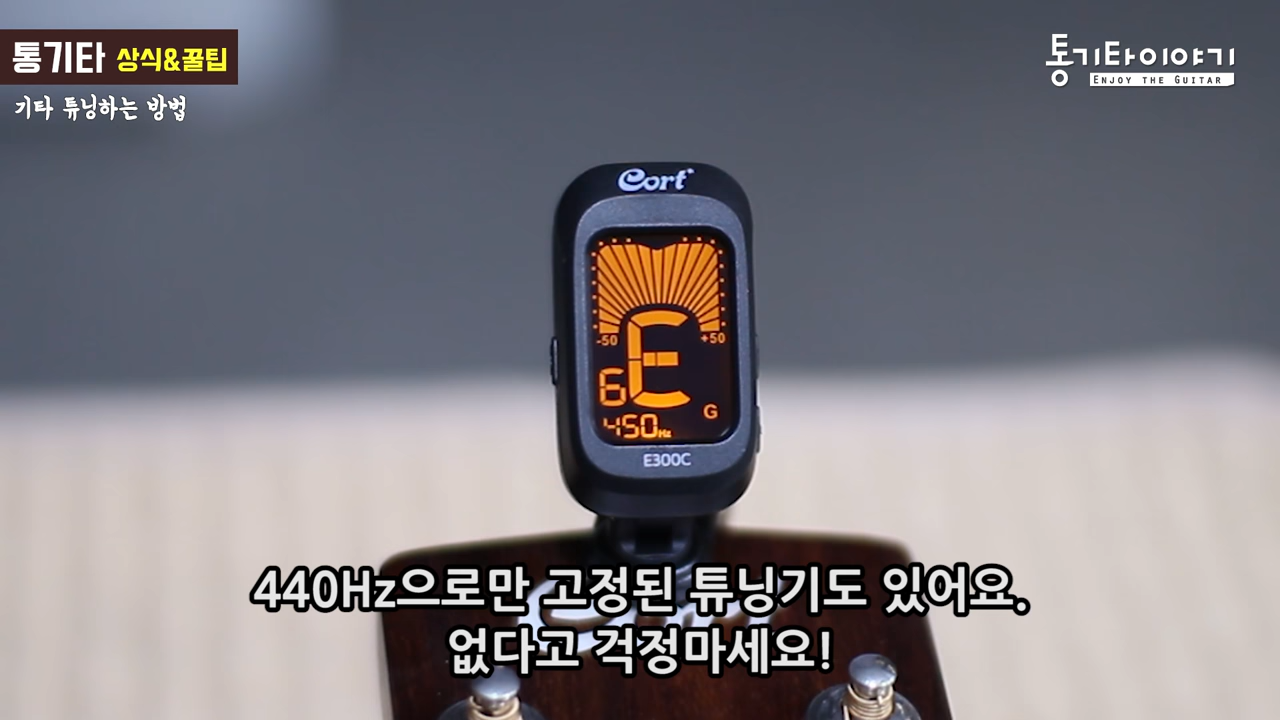 통기타 상식&꿀팁
기타 튜닝하는 방법
통기타이야기
ENJOY THE GUITAR
Cort
-50 +50
E
6
G
450Hz
E300C
440Hz으로만 고정된 튜닝기도 있어요.
없다고 걱정마세요!